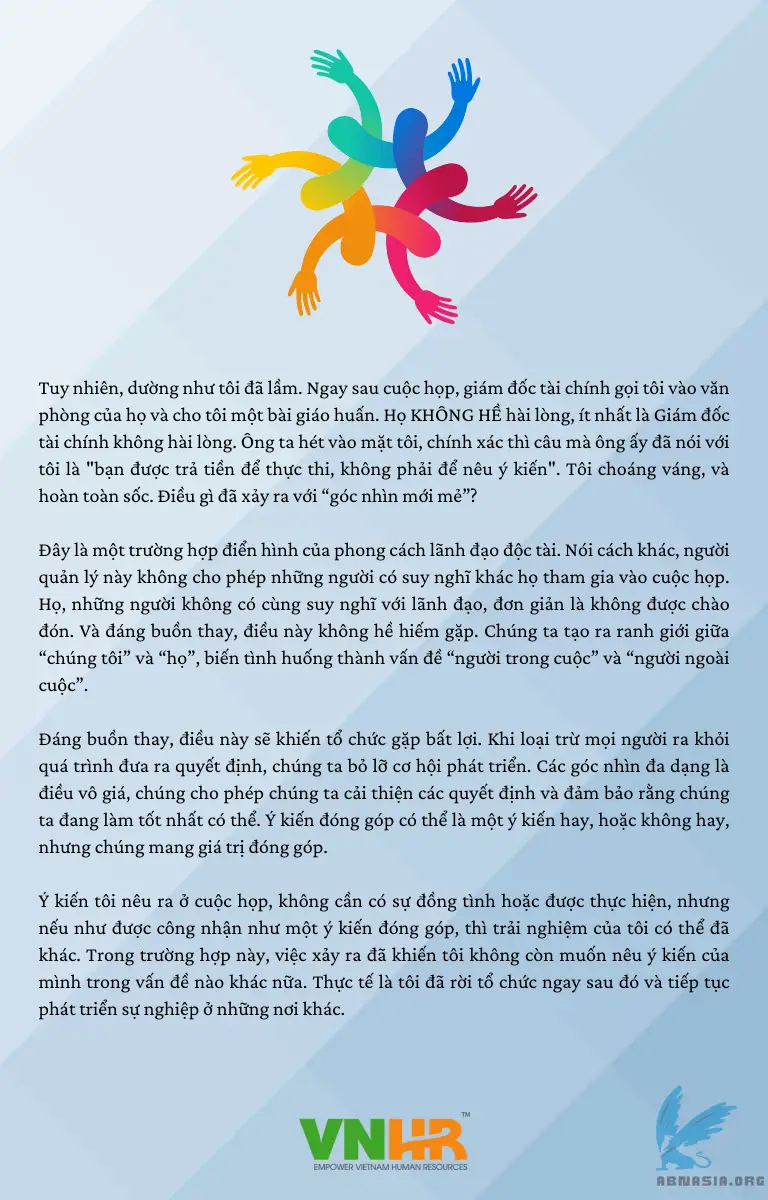 Tuy nhiên, dường như tôi đã lầm. Ngay sau cuộc họp, giám đốc tài chính gọi tôi vào văn
phòng của họ và cho tôi một bài giáo huấn. Họ KHÔNG HỀ hài lòng, ít nhất là Giám đốc
tài chính không hài lòng. Ông ta hét vào mặt tôi, chính xác thì câu mà ông ấy đã nói với
tôi là "bạn được trả tiền để thực thi, không phải để nêu ý kiến". Tôi choáng váng, và
hoàn toàn sốc. Điều gì đã xảy ra với “góc nhìn mới mẻ”?
Đây là một trường hợp điển hình của phong cách lãnh đạo độc tài. Nói cách khác, người
quản lý này không cho phép những người có suy nghĩ khác họ tham gia vào cuộc họp.
Họ, những người không có cùng suy nghĩ với lãnh đạo, đơn giản là không được chào
đón. Và đáng buồn thay, điều này không hề hiếm gặp. Chúng ta tạo ra ranh giới giữa
“chúng tôi” và “họ”, biến tình huống thành vấn đề “người trong cuộc” và “người ngoài
cuộc”.
Đáng buồn thay, điều này sẽ khiến tổ chức gặp bất lợi. Khi loại trừ mọi người ra khỏi
quá trình đưa ra quyết định, chúng ta bỏ lỡ cơ hội phát triển. Các góc nhìn đa dạng là
điều vô giá, chúng cho phép chúng ta cải thiện các quyết định và đảm bảo rằng chúng
ta đang làm tốt nhất có thể. Ý kiến đóng góp có thể là một ý kiến hay, hoặc không hay,
nhưng chúng mang giá trị đóng góp.
Ý kiến tôi nêu ra ở cuộc họp, không cần có sự đồng tình hoặc được thực hiện, nhưng
nếu như được công nhận như một ý kiến đóng góp, thì trải nghiệm của tôi có thể đã
khác. Trong trường hợp này, việc xảy ra đã khiến tôi không còn muốn nêu ý kiến của
mình trong vấn đề nào khác nữa. Thực tế là tôi đã rời tổ chức ngay sau đó và tiếp tục
phát triển sự nghiệp ở những nơi khác.
VNHR™
EMPOWER VIETNAM HUMAN RESOURCES
ABNASIA.ORG